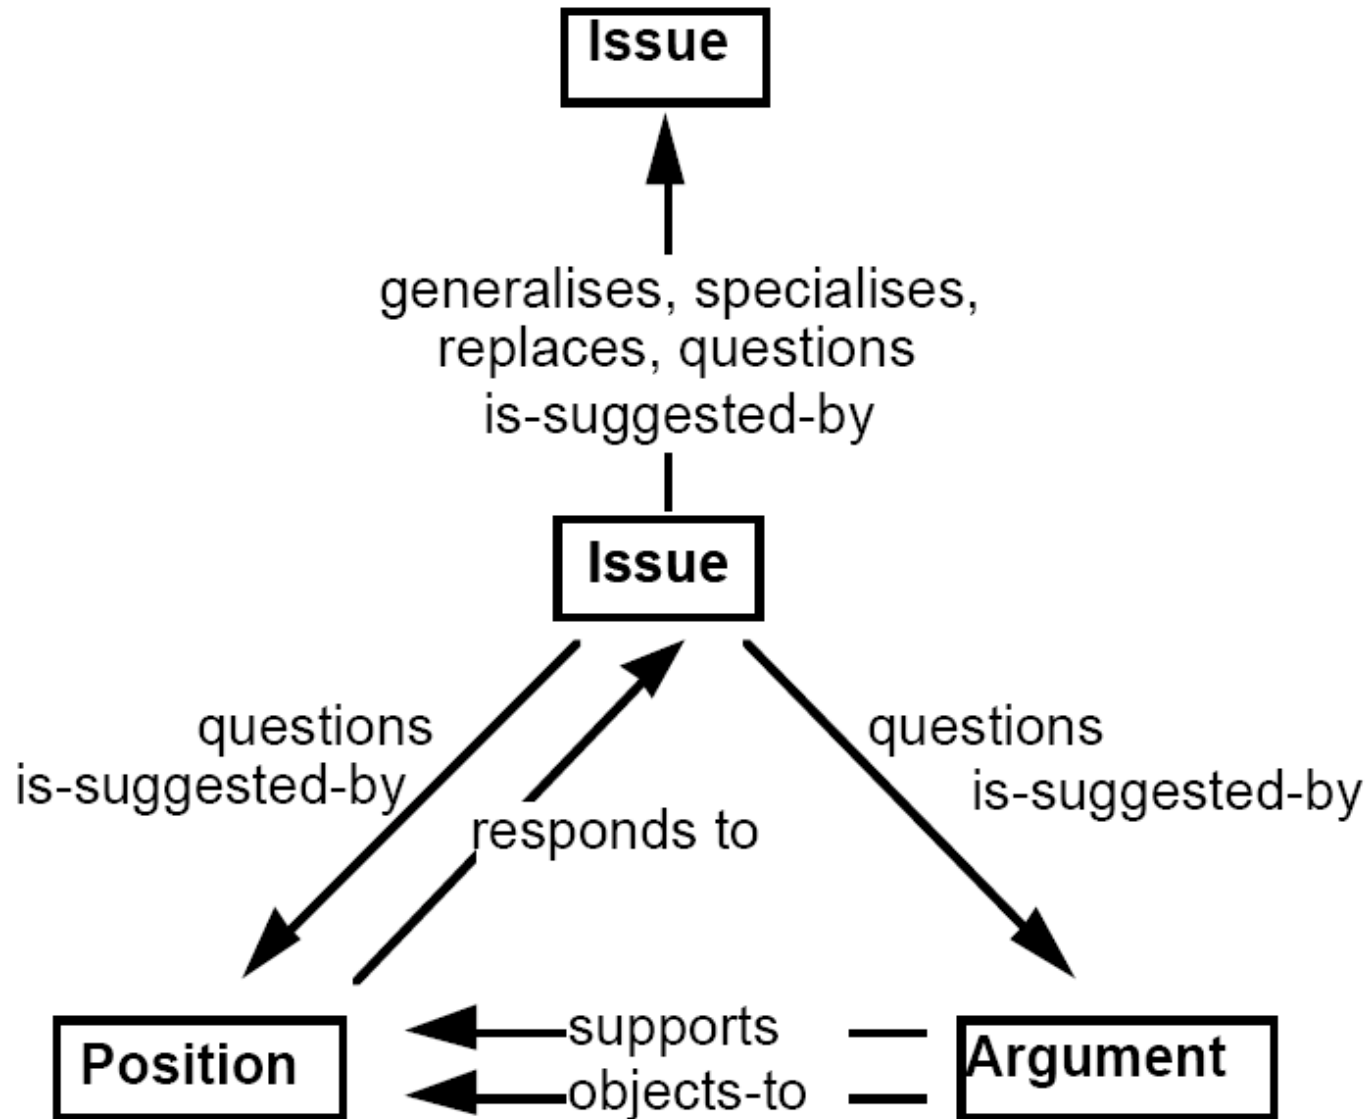 Issue
generalises, specialises,
replaces, questions
is-suggested-by
Issue
questions
is-suggested-by
responds to
questions
is-suggested-by
Position
supports
objects-to
Argument